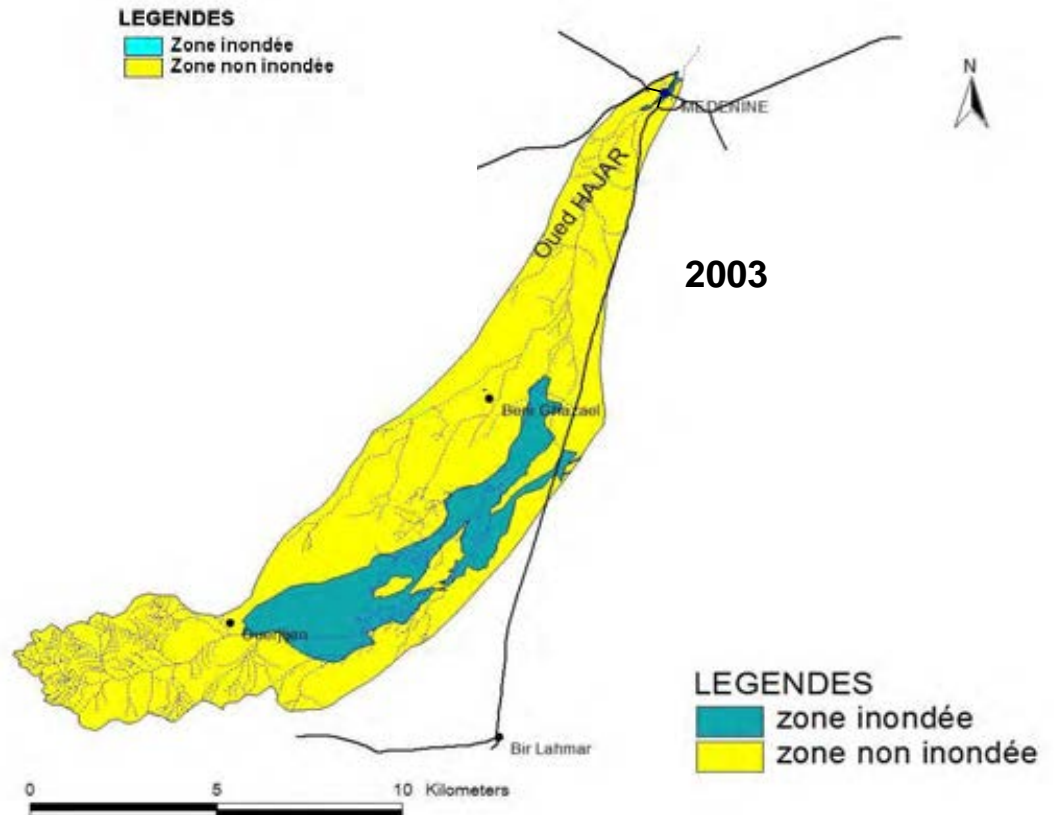 LEGENDES
Zone inondée
Zone non inondée
N
MEDENINE
Oued HAJAR
2003
Beni Ghazael
LEGENDES
zone inondée
zone non inondée
Bir Lahmar
0 5 10 Kilometers